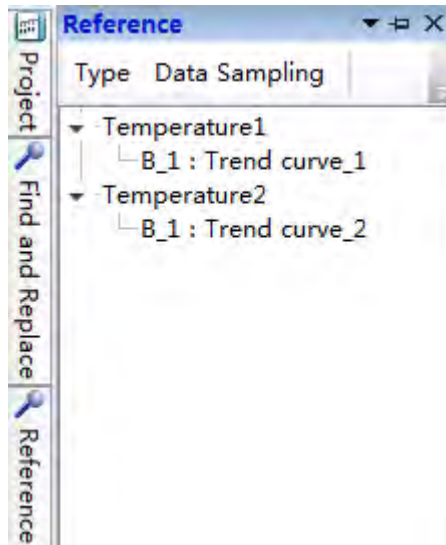 Reference
Type Data Sampling
Temperature1
B_1 : Trend curve_1
Temperature2
B_1 : Trend curve_2
Project
Find and Replace
Reference